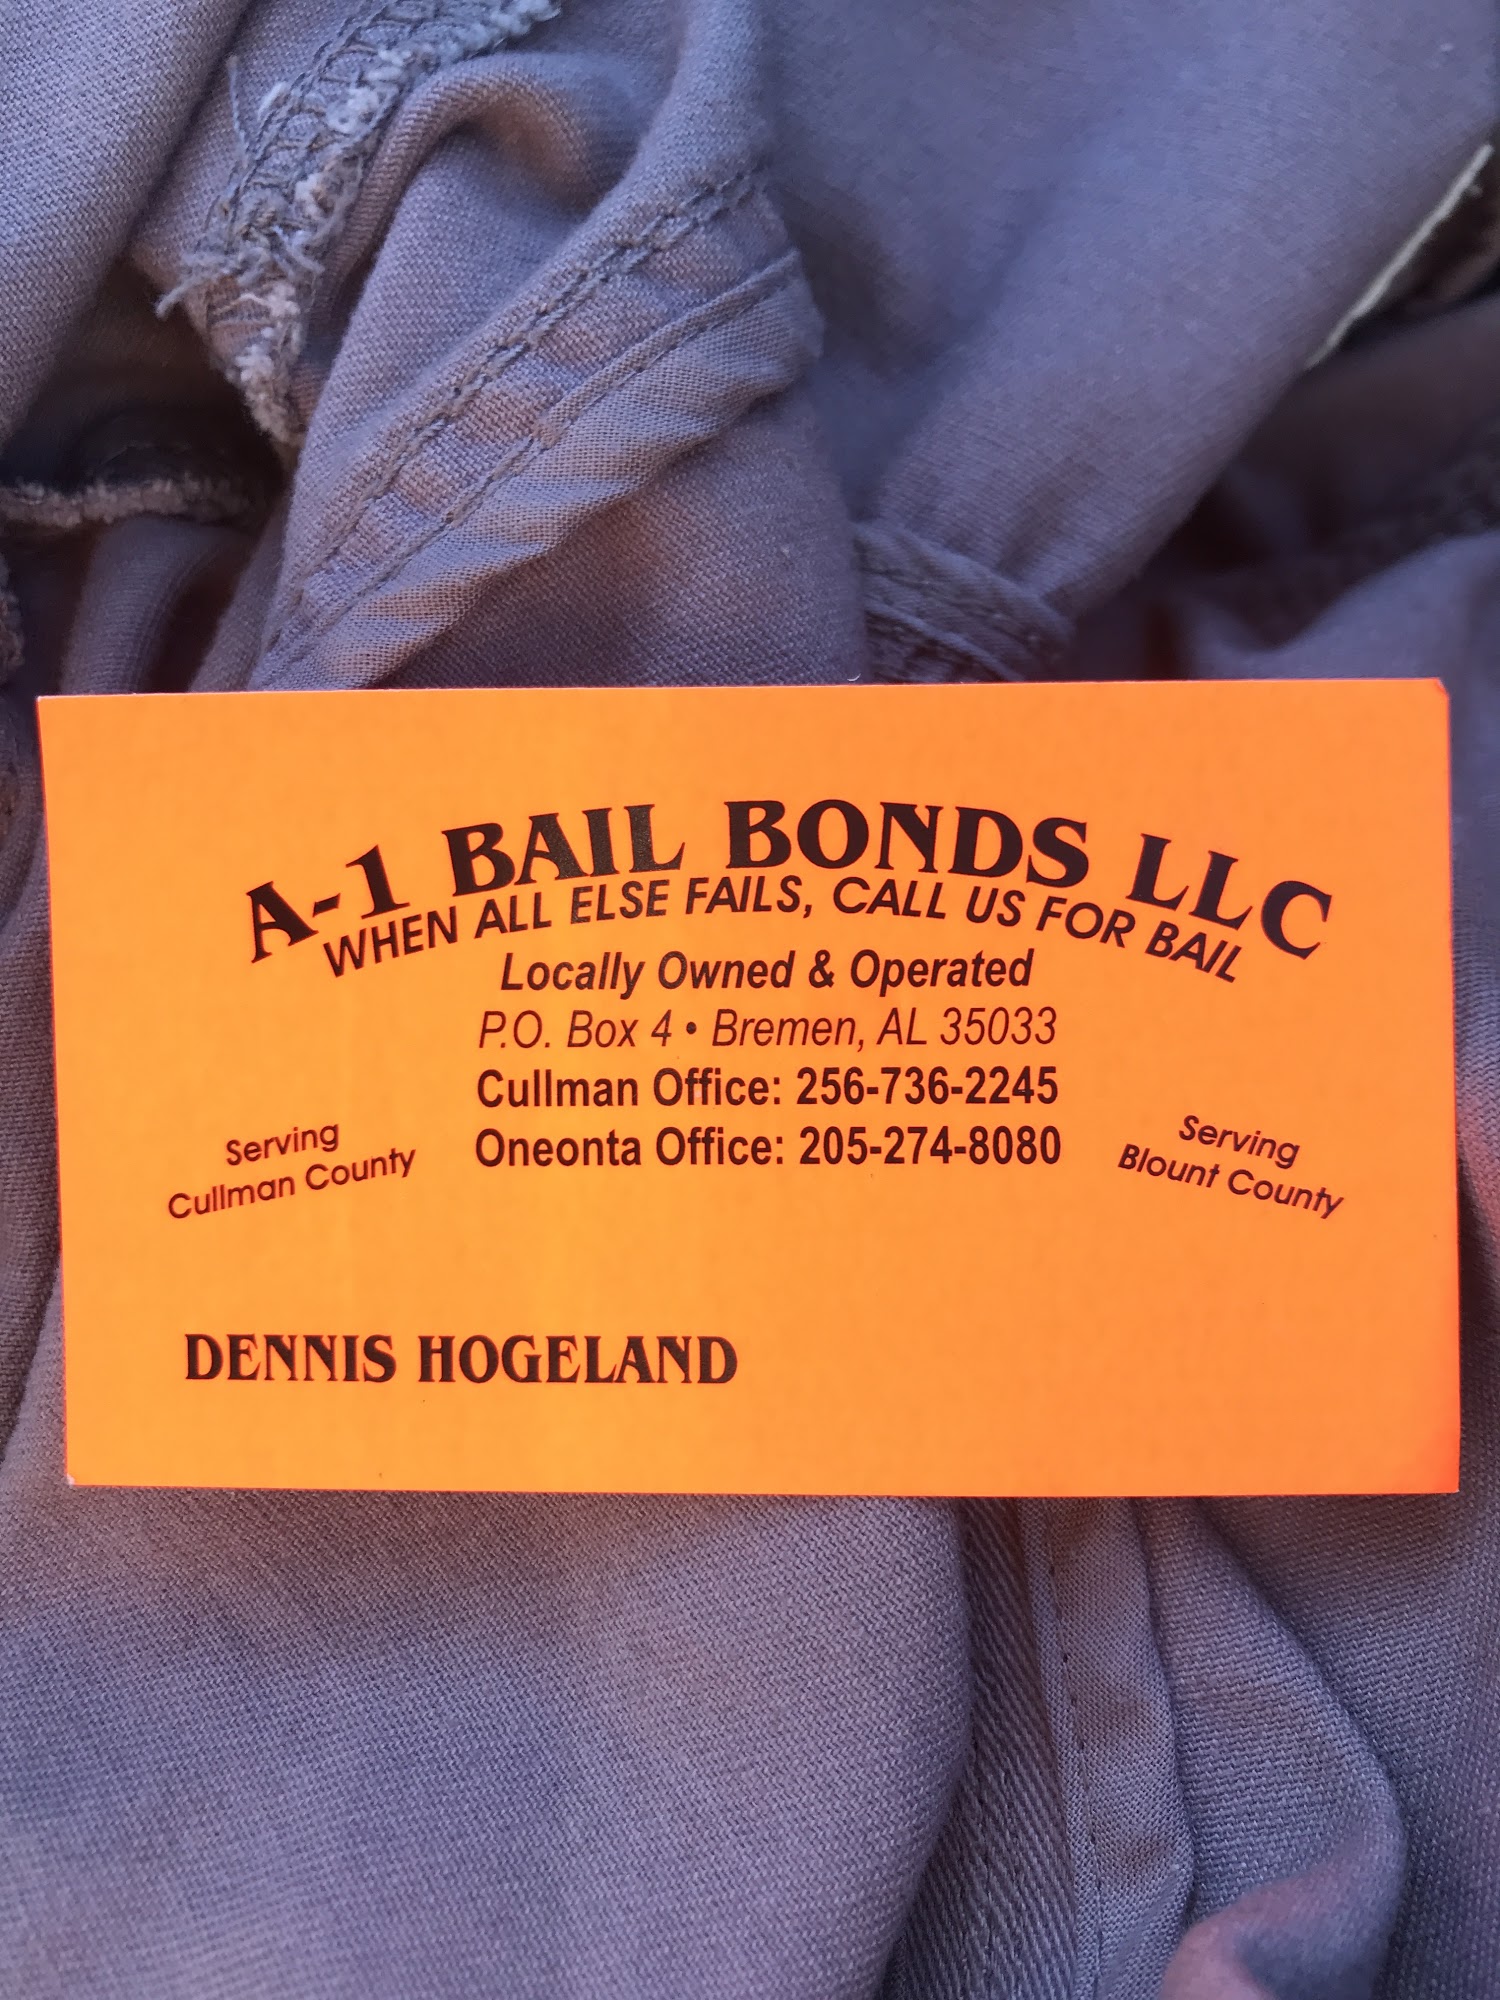 A-1 BAIL BONDS LLC
WHEN ALL ELSE FAILS, CALL US FOR BAIL
Locally Owned & Operated
P.O. Box 4 • Bremen, AL 35033
Cullman Office: 256-736-2245
Oneonta Office: 205-274-8080
Serving
Cullman County
Serving
Blount County
DENNIS HOGELAND